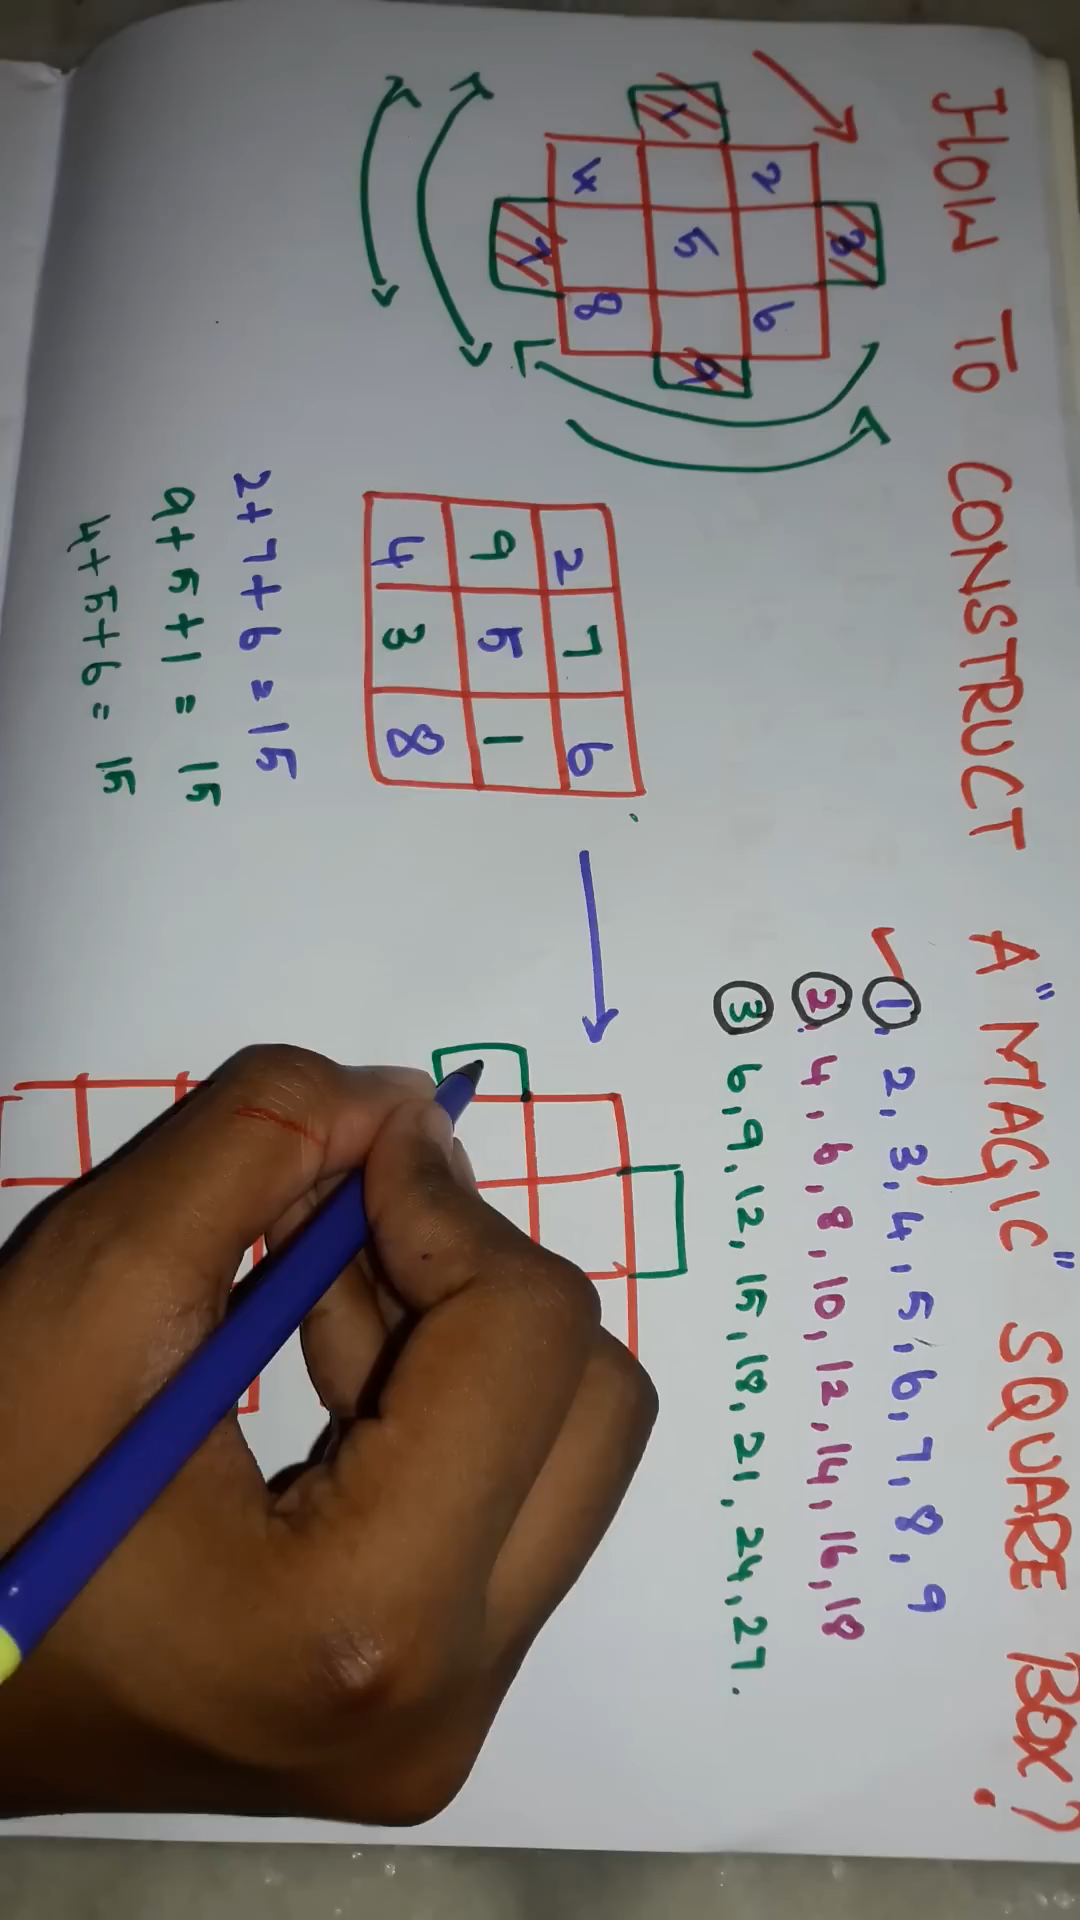 HOW TO CONSTRUCT A "MAGIC" SQUARE BOX?
3
2 6
1 5 9
4 8
7
2 7 6
9 5 1
4 3 8
2+7+6=15
9+5+1=15
4+5+6=15
1, 2, 3, 4, 5, 6, 7, 8, 9
2, 4, 6, 8, 10, 12, 14, 16, 18
3 6, 9, 12, 15, 18, 21, 24, 27.